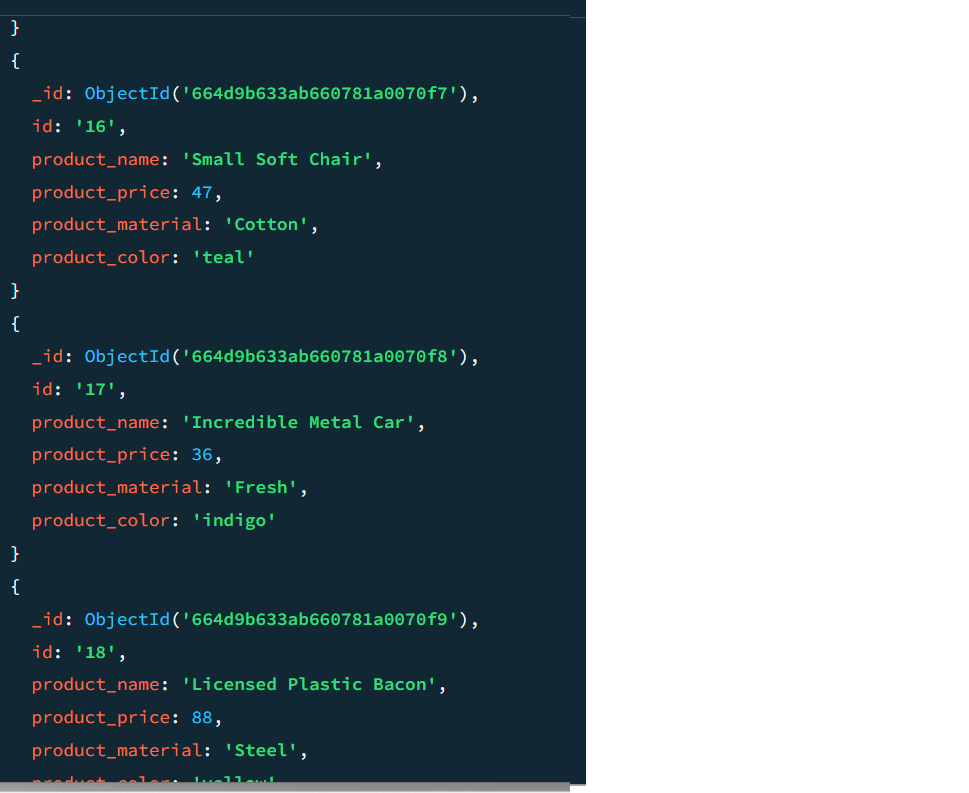 }
{
_id: ObjectId('664d9b633ab660781a0070f7'),
id: '16',
product_name: 'Small Soft Chair',
product_price: 47,
product_material: 'Cotton',
product_color: 'teal'
}
{
_id: ObjectId('664d9b633ab660781a0070f8'),
id: '17',
product_name: 'Incredible Metal Car',
product_price: 36,
product_material: 'Fresh',
product_color: 'indigo'
}
{
_id: ObjectId('664d9b633ab660781a0070f9'),
id: '18',
product_name: 'Licensed Plastic Bacon',
product_price: 88,
product_material: 'Steel',
product_color: 'yellow'